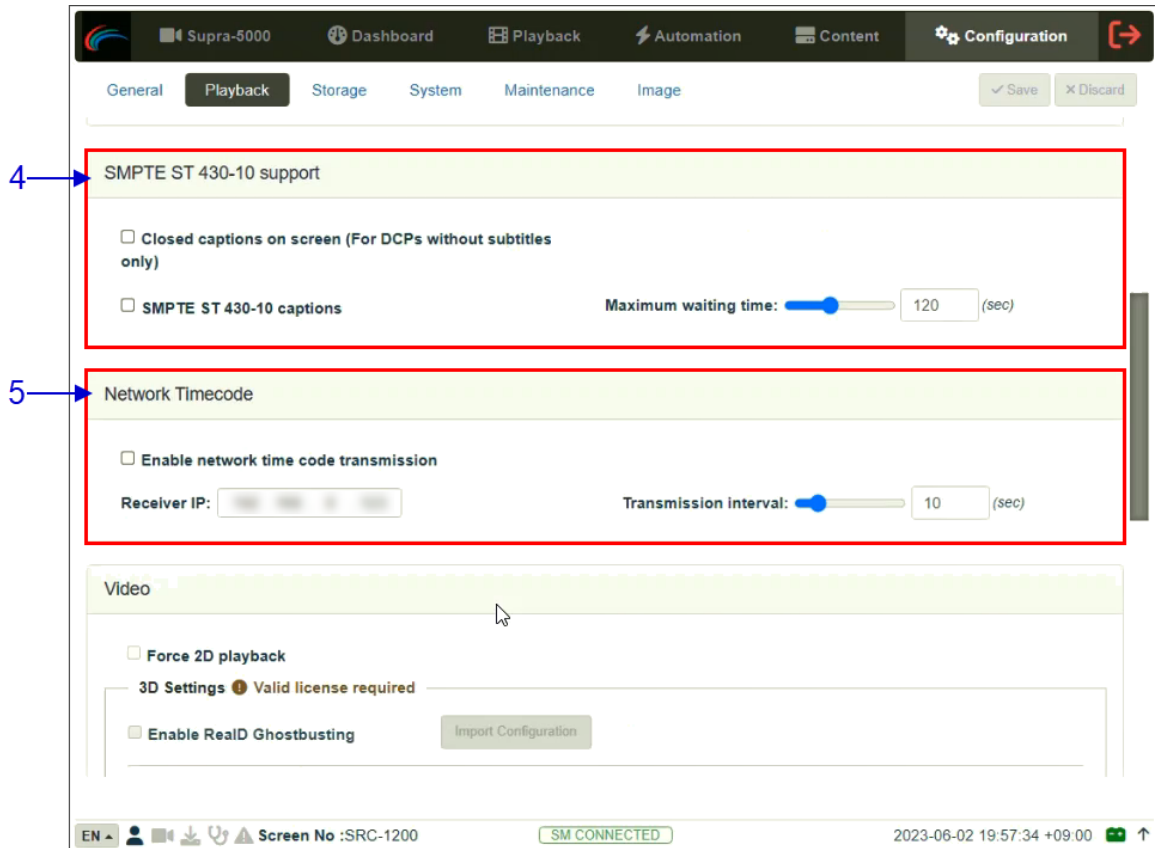 Supra-5000 Dashboard Playback Automation Content Configuration
General Playback Storage System Maintenance Image Save Discard
4
SMPTE ST 430-10 support
Closed captions on screen (For DCPs without subtitles
only)
SMPTE ST 430-10 captions Maximum waiting time: 120 (sec)
5
Network Timecode
Enable network time code transmission
Receiver IP: Transmission interval: 10 (sec)
Video
Force 2D playback
3D Settings Valid license required
Enable RealD Ghostbusting Import Configuration
EN Screen No :SRC-1200 SM CONNECTED 2023-06-02 19:57:34 +09:00